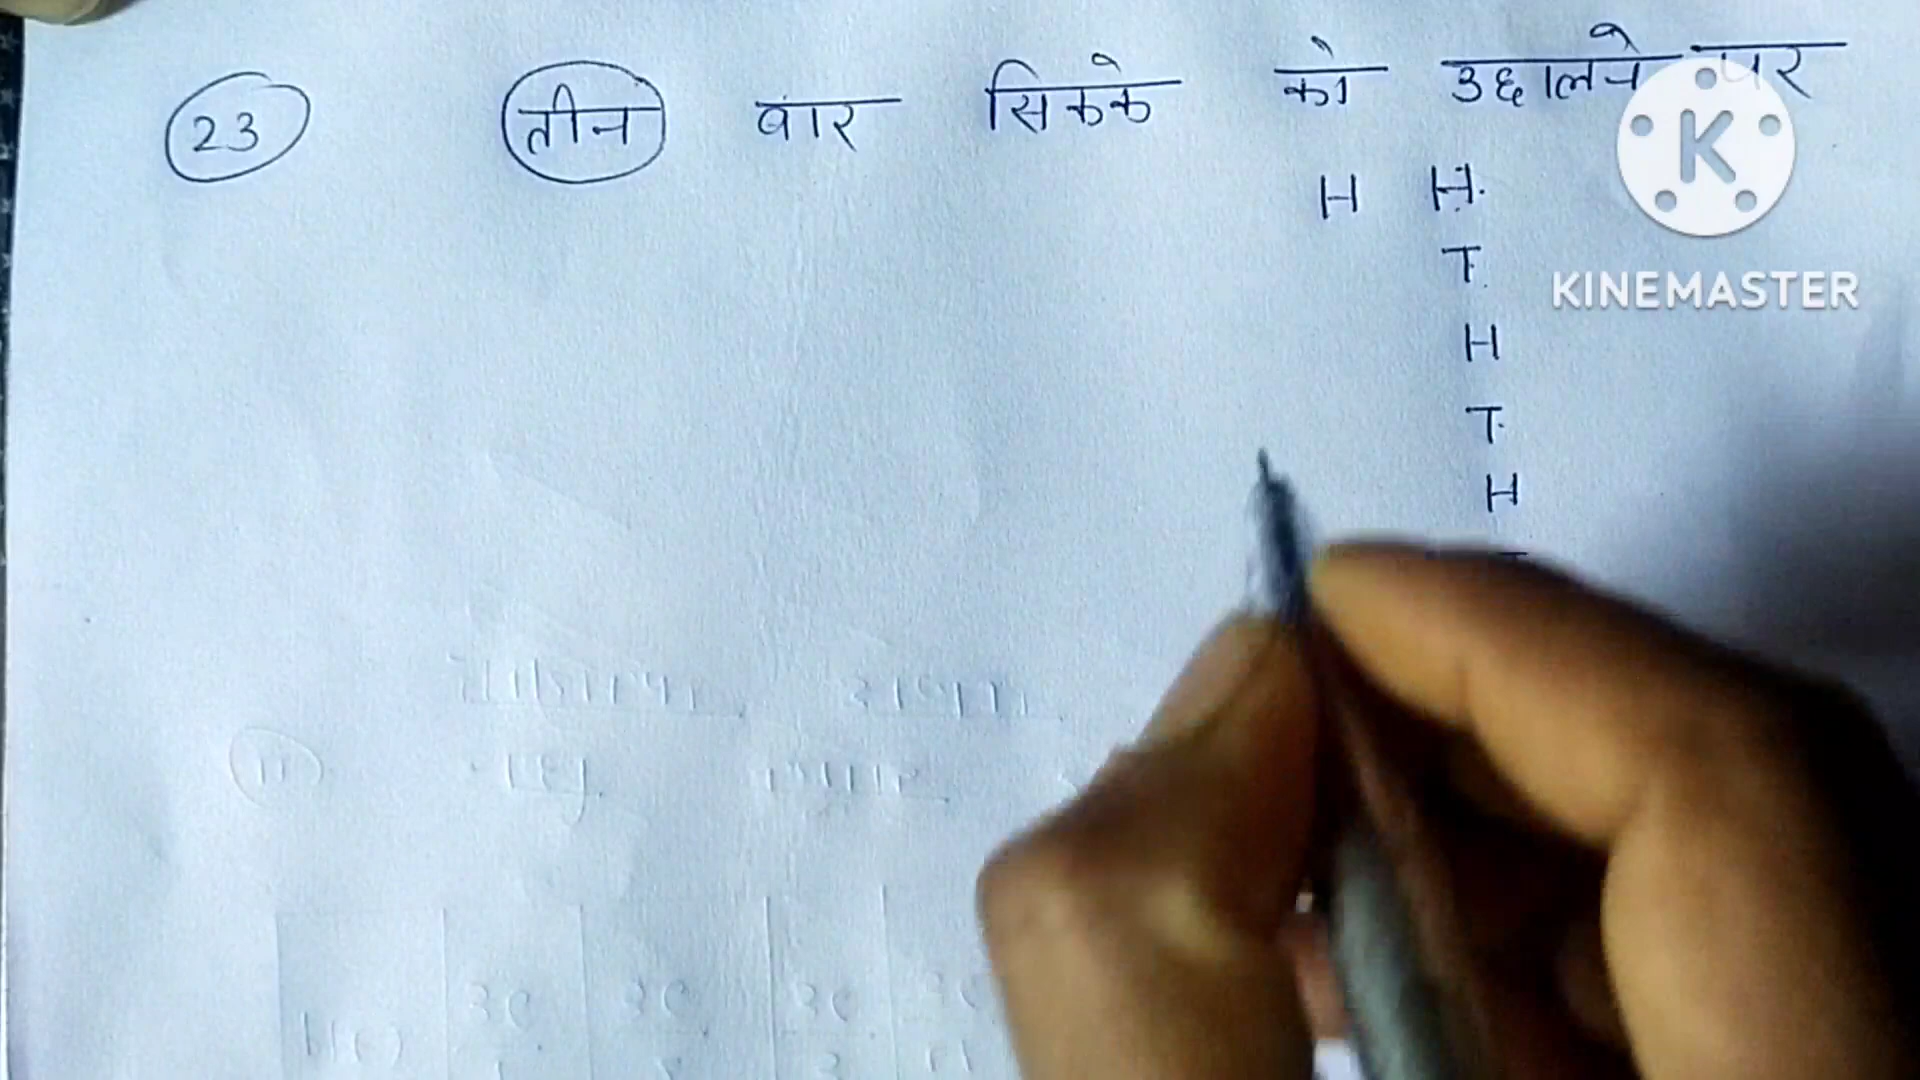 23 तीन बार सिक्के को उछालने पर
H H
T
H
T
H
K
KINEMASTER